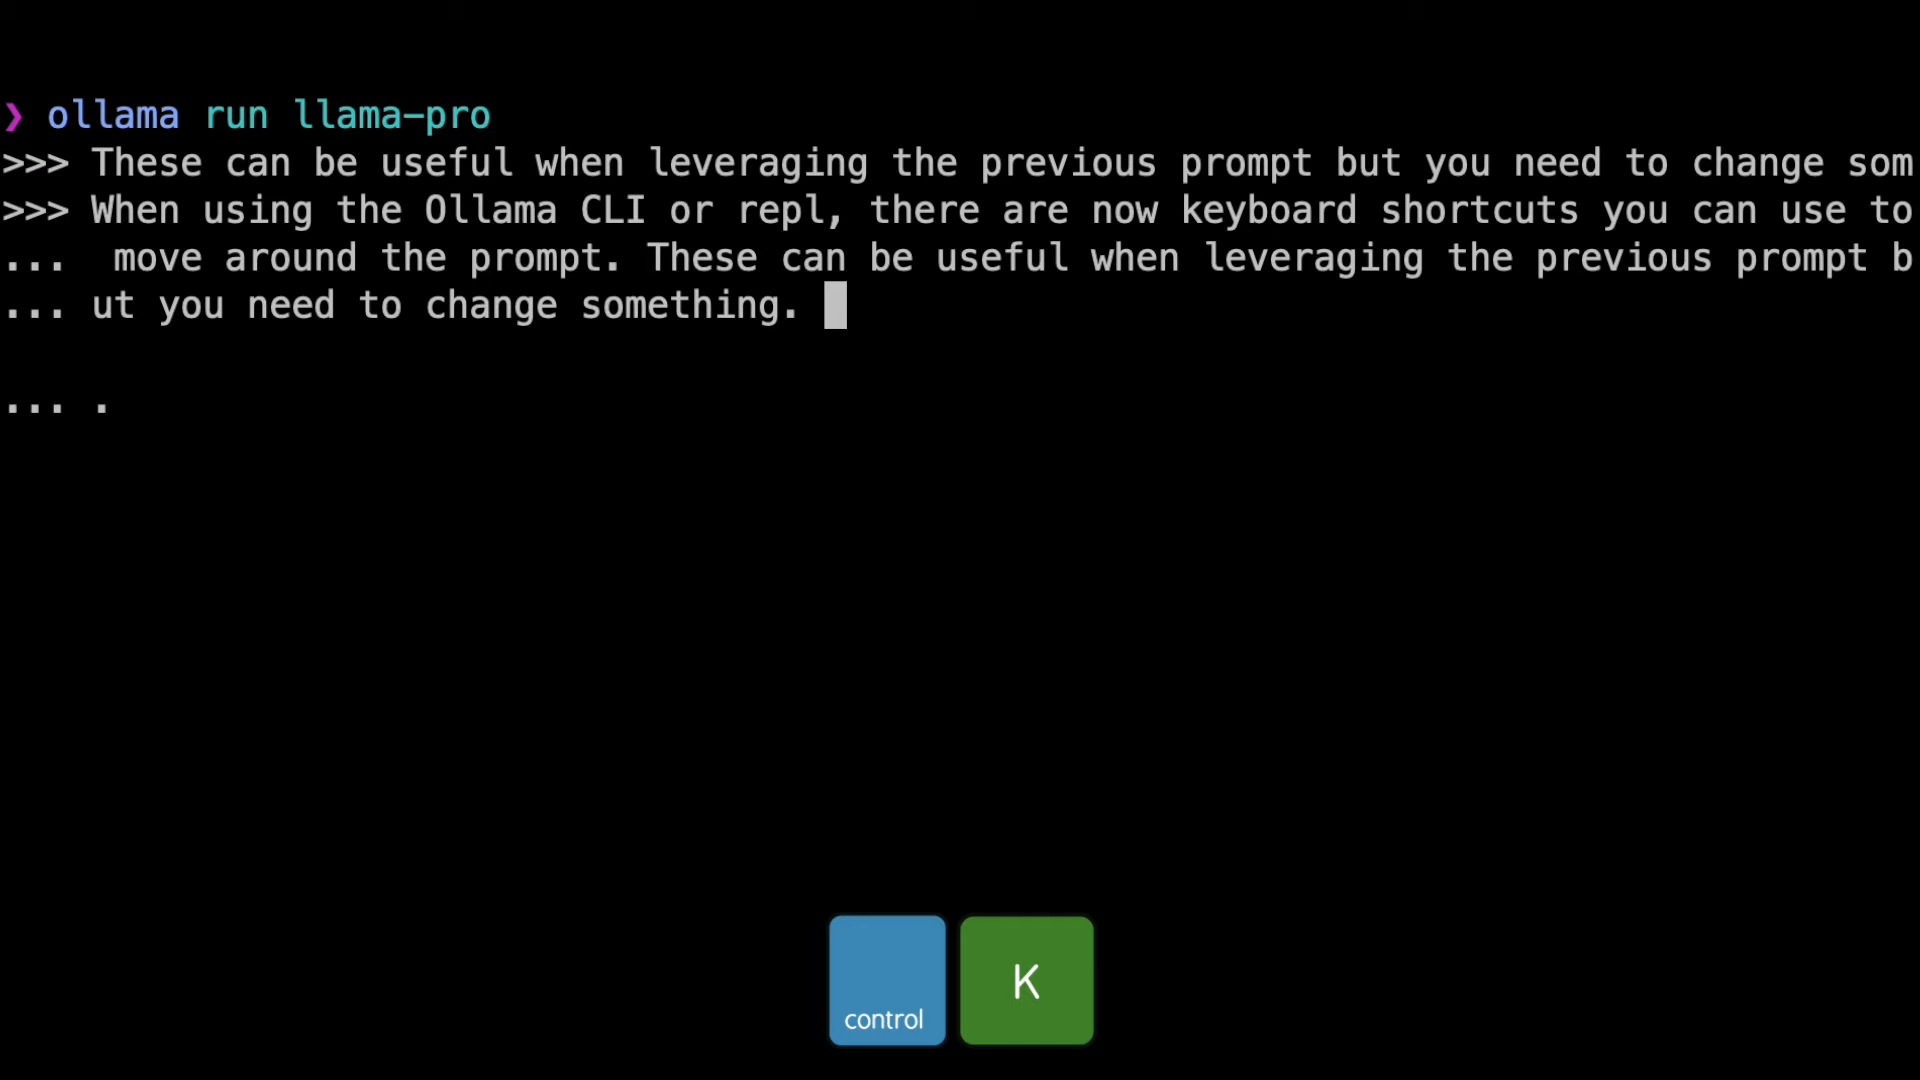 ❯ ollama run llama-pro
>>> These can be useful when leveraging the previous prompt but you need to change som
>>> When using the Ollama CLI or repl, there are now keyboard shortcuts you can use to
...  move around the prompt. These can be useful when leveraging the previous prompt b
... ut you need to change something.
... .
control K